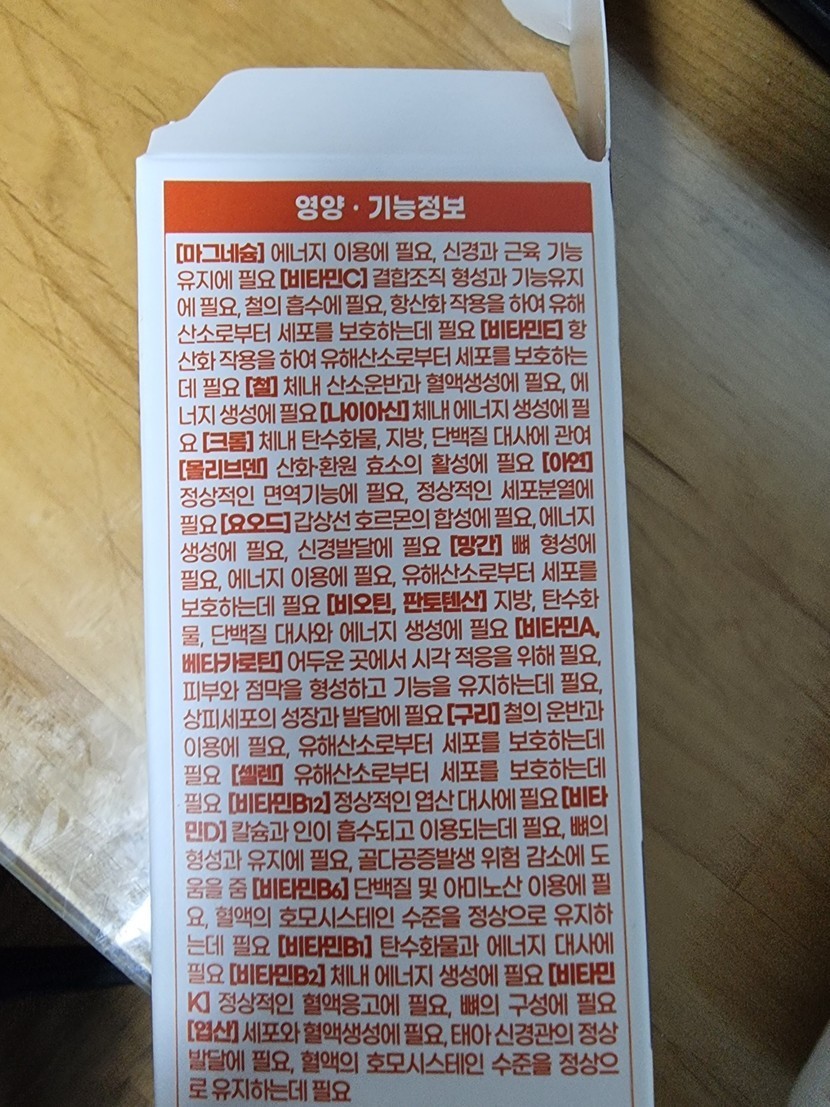 영양 · 기능정보
[마그네슘] 에너지 이용에 필요, 신경과 근육 기능
유지에 필요 [비타민C] 결합조직 형성과 기능유지
에 필요, 철의 흡수에 필요, 항산화 작용을 하여 유해
산소로부터 세포를 보호하는데 필요 [비타민E] 항
산화 작용을 하여 유해산소로부터 세포를 보호하는
데 필요 [철] 체내 산소운반과 혈액생성에 필요, 에
너지 생성에 필요 [나이아신] 체내 에너지 생성에 필
요 [크롬] 체내 탄수화물, 지방, 단백질 대사에 관여
[몰리브덴] 산화·환원 효소의 활성에 필요 [아연]
정상적인 면역기능에 필요, 정상적인 세포분열에
필요 [요오드] 갑상선 호르몬의 합성에 필요, 에너지
생성에 필요, 신경발달에 필요 [망간] 뼈 형성에
필요, 에너지 이용에 필요, 유해산소로부터 세포를
보호하는데 필요 [비오틴, 판토텐산] 지방, 탄수화
물, 단백질 대사와 에너지 생성에 필요 [비타민A,
베타카로틴] 어두운 곳에서 시각 적응을 위해 필요,
피부와 점막을 형성하고 기능을 유지하는데 필요,
상피세포의 성장과 발달에 필요 [구리] 철의 운반과
이용에 필요, 유해산소로부터 세포를 보호하는데
필요 [셀렌] 유해산소로부터 세포를 보호하는데
필요 [비타민B12] 정상적인 엽산 대사에 필요 [비타
민D] 칼슘과 인이 흡수되고 이용되는데 필요, 뼈의
형성과 유지에 필요, 골다공증발생 위험 감소에 도
움을 줌 [비타민B6] 단백질 및 아미노산 이용에 필
요, 혈액의 호모시스테인 수준을 정상으로 유지하
는데 필요 [비타민B1] 탄수화물과 에너지 대사에
필요 [비타민B2] 체내 에너지 생성에 필요 [비타민
K] 정상적인 혈액응고에 필요, 뼈의 구성에 필요
[엽산] 세포와 혈액생성에 필요, 태아 신경관의 정상
발달에 필요, 혈액의 호모시스테인 수준을 정상으
로 유지하는데 필요